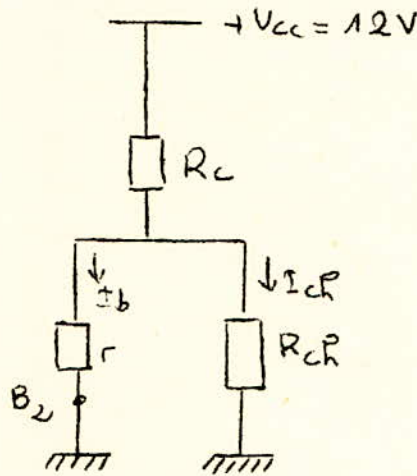 + Vcc = 12V
Rc
Ib
Ich
r
Rch
B2